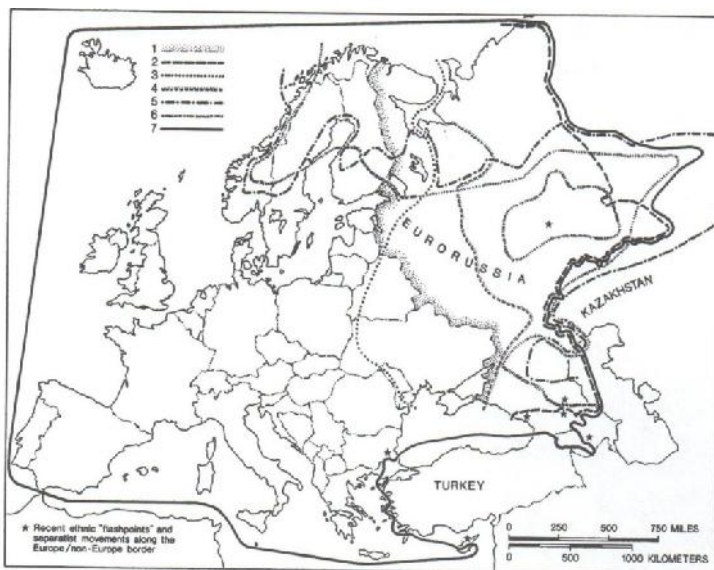 1
2
3
4
5
6
7
EURORUSSIA
KAZAKHSTAN
TURKEY
★ Recent ethnic "flashpoints" and
separatist movements along the
Europe/non-Europe border
0 250 500 750 MILES
0 500 1000 KILOMETERS